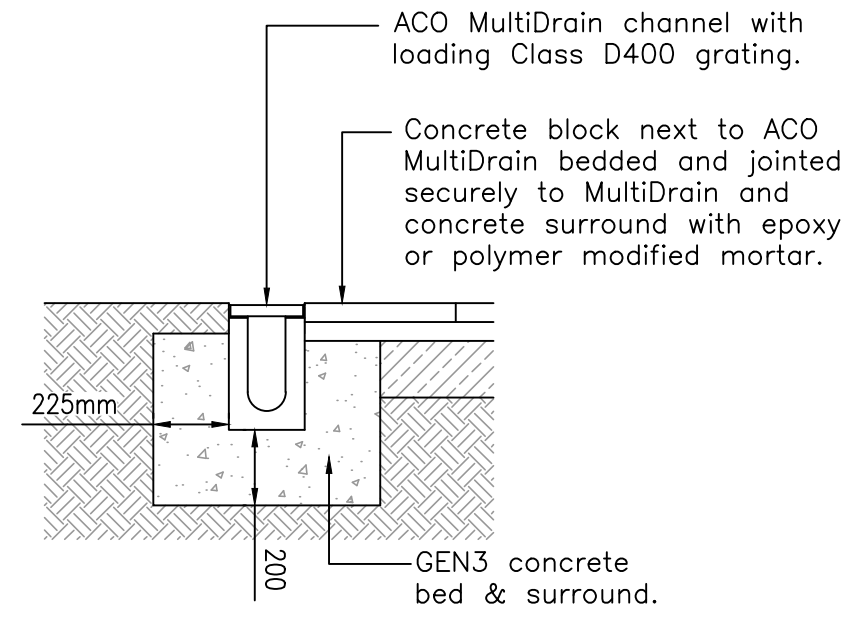 ACO MultiDrain channel with
loading Class D400 grating.
Concrete block next to ACO
MultiDrain bedded and jointed
securely to MultiDrain and
concrete surround with epoxy
or polymer modified mortar.
225mm
200
GEN3 concrete
bed & surround.